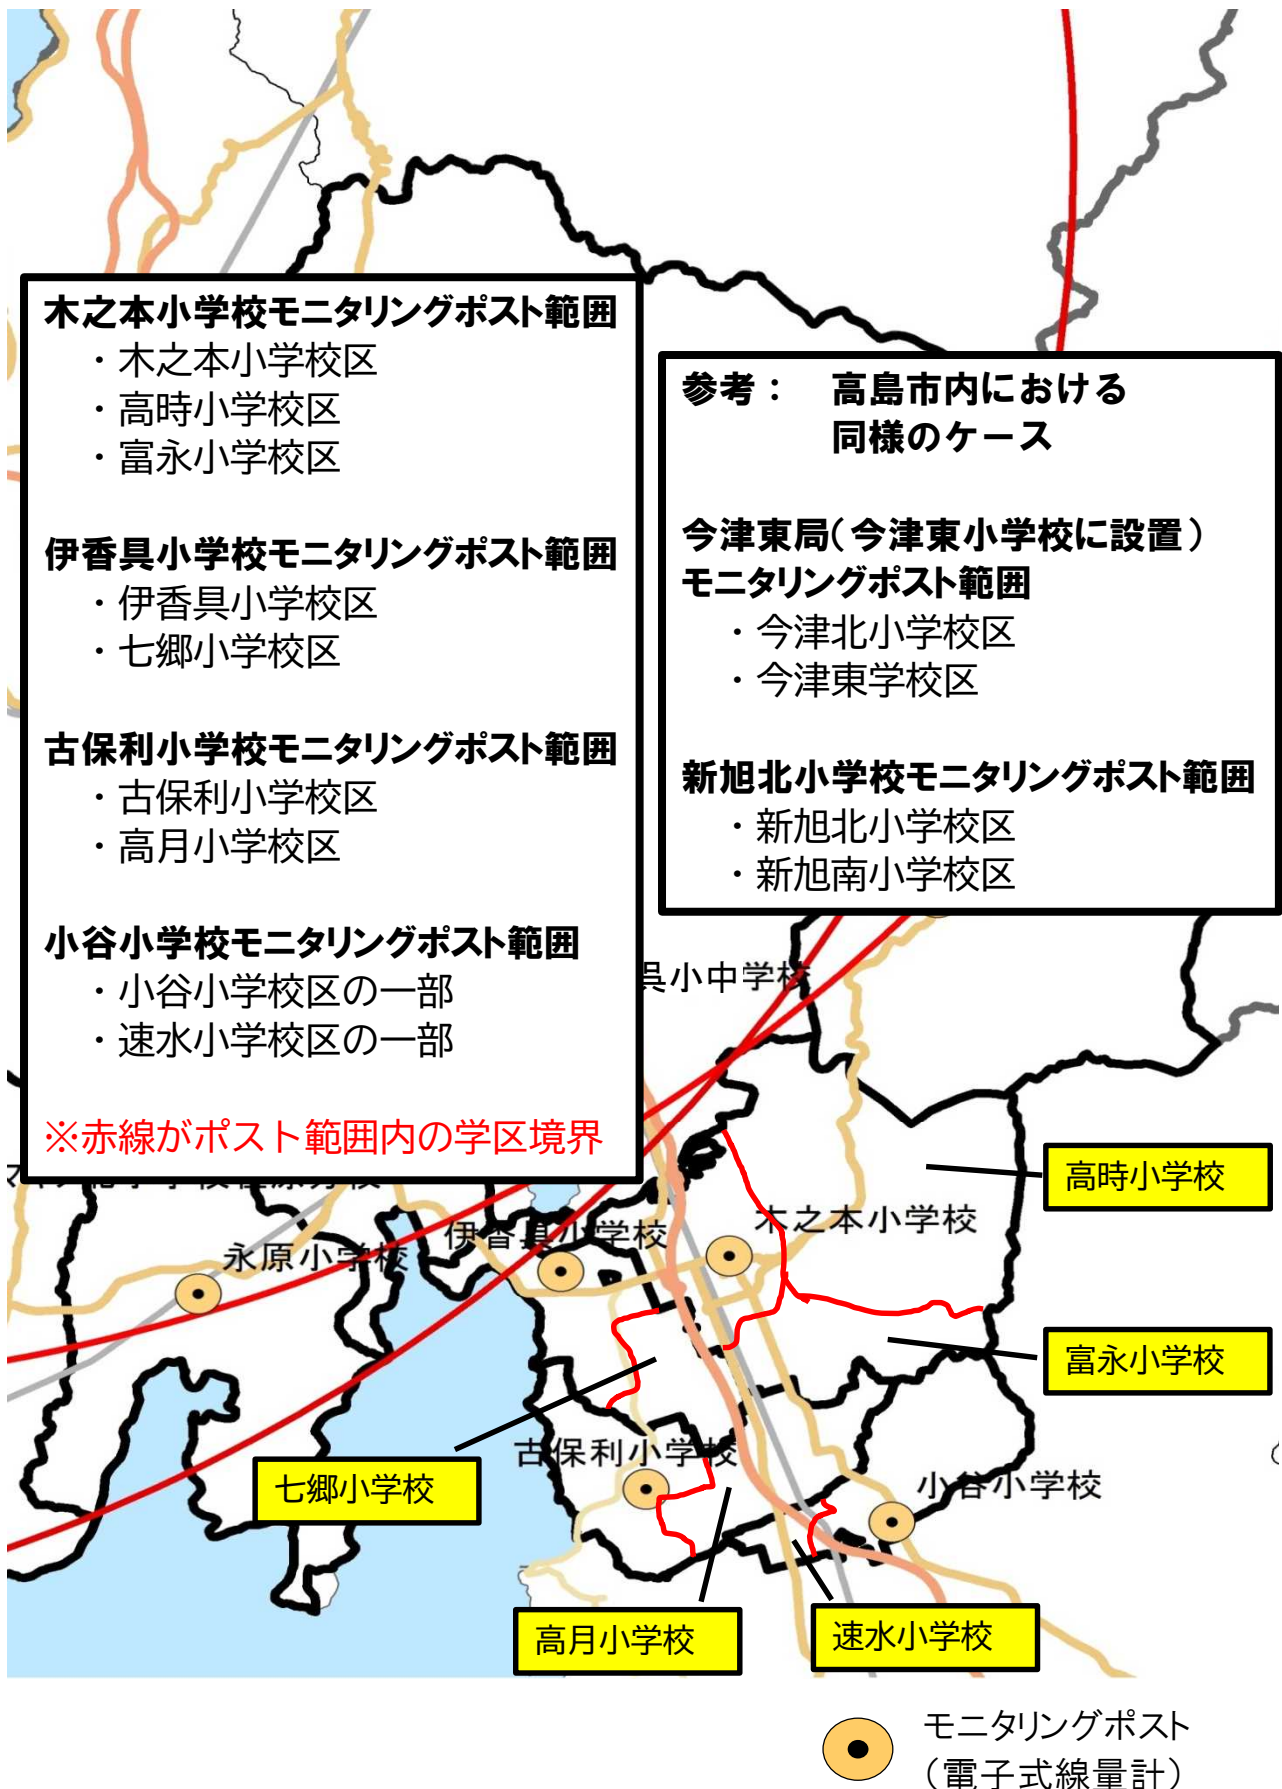 木之本小学校モニタリングポスト範囲
・木之本小学校区
・高時小学校区
・富永小学校区
伊香具小学校モニタリングポスト範囲
・伊香具小学校区
・七郷小学校区
古保利小学校モニタリングポスト範囲
・古保利小学校区
・高月小学校区
小谷小学校モニタリングポスト範囲
・小谷小学校区の一部
・速水小学校区の一部
※赤線がポスト範囲内の学区境界
参考： 高島市内における
同様のケース
今津東局（今津東小学校に設置）
モニタリングポスト範囲
・今津北小学校区
・今津東学校区
新旭北小学校モニタリングポスト範囲
・新旭北小学校区
・新旭南小学校区
呉小中学校
高時小学校
木之本小学校
伊香具小学校
永原小学校
富永小学校
古保利小学校
七郷小学校
小谷小学校
高月小学校
速水小学校
モニタリングポスト
（電子式線量計）